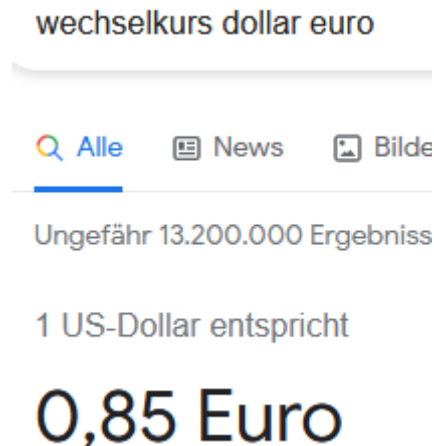 wechselkurs dollar euro
Alle News Bilde
Ungefähr 13.200.000 Ergebniss
1 US-Dollar entspricht
0,85 Euro